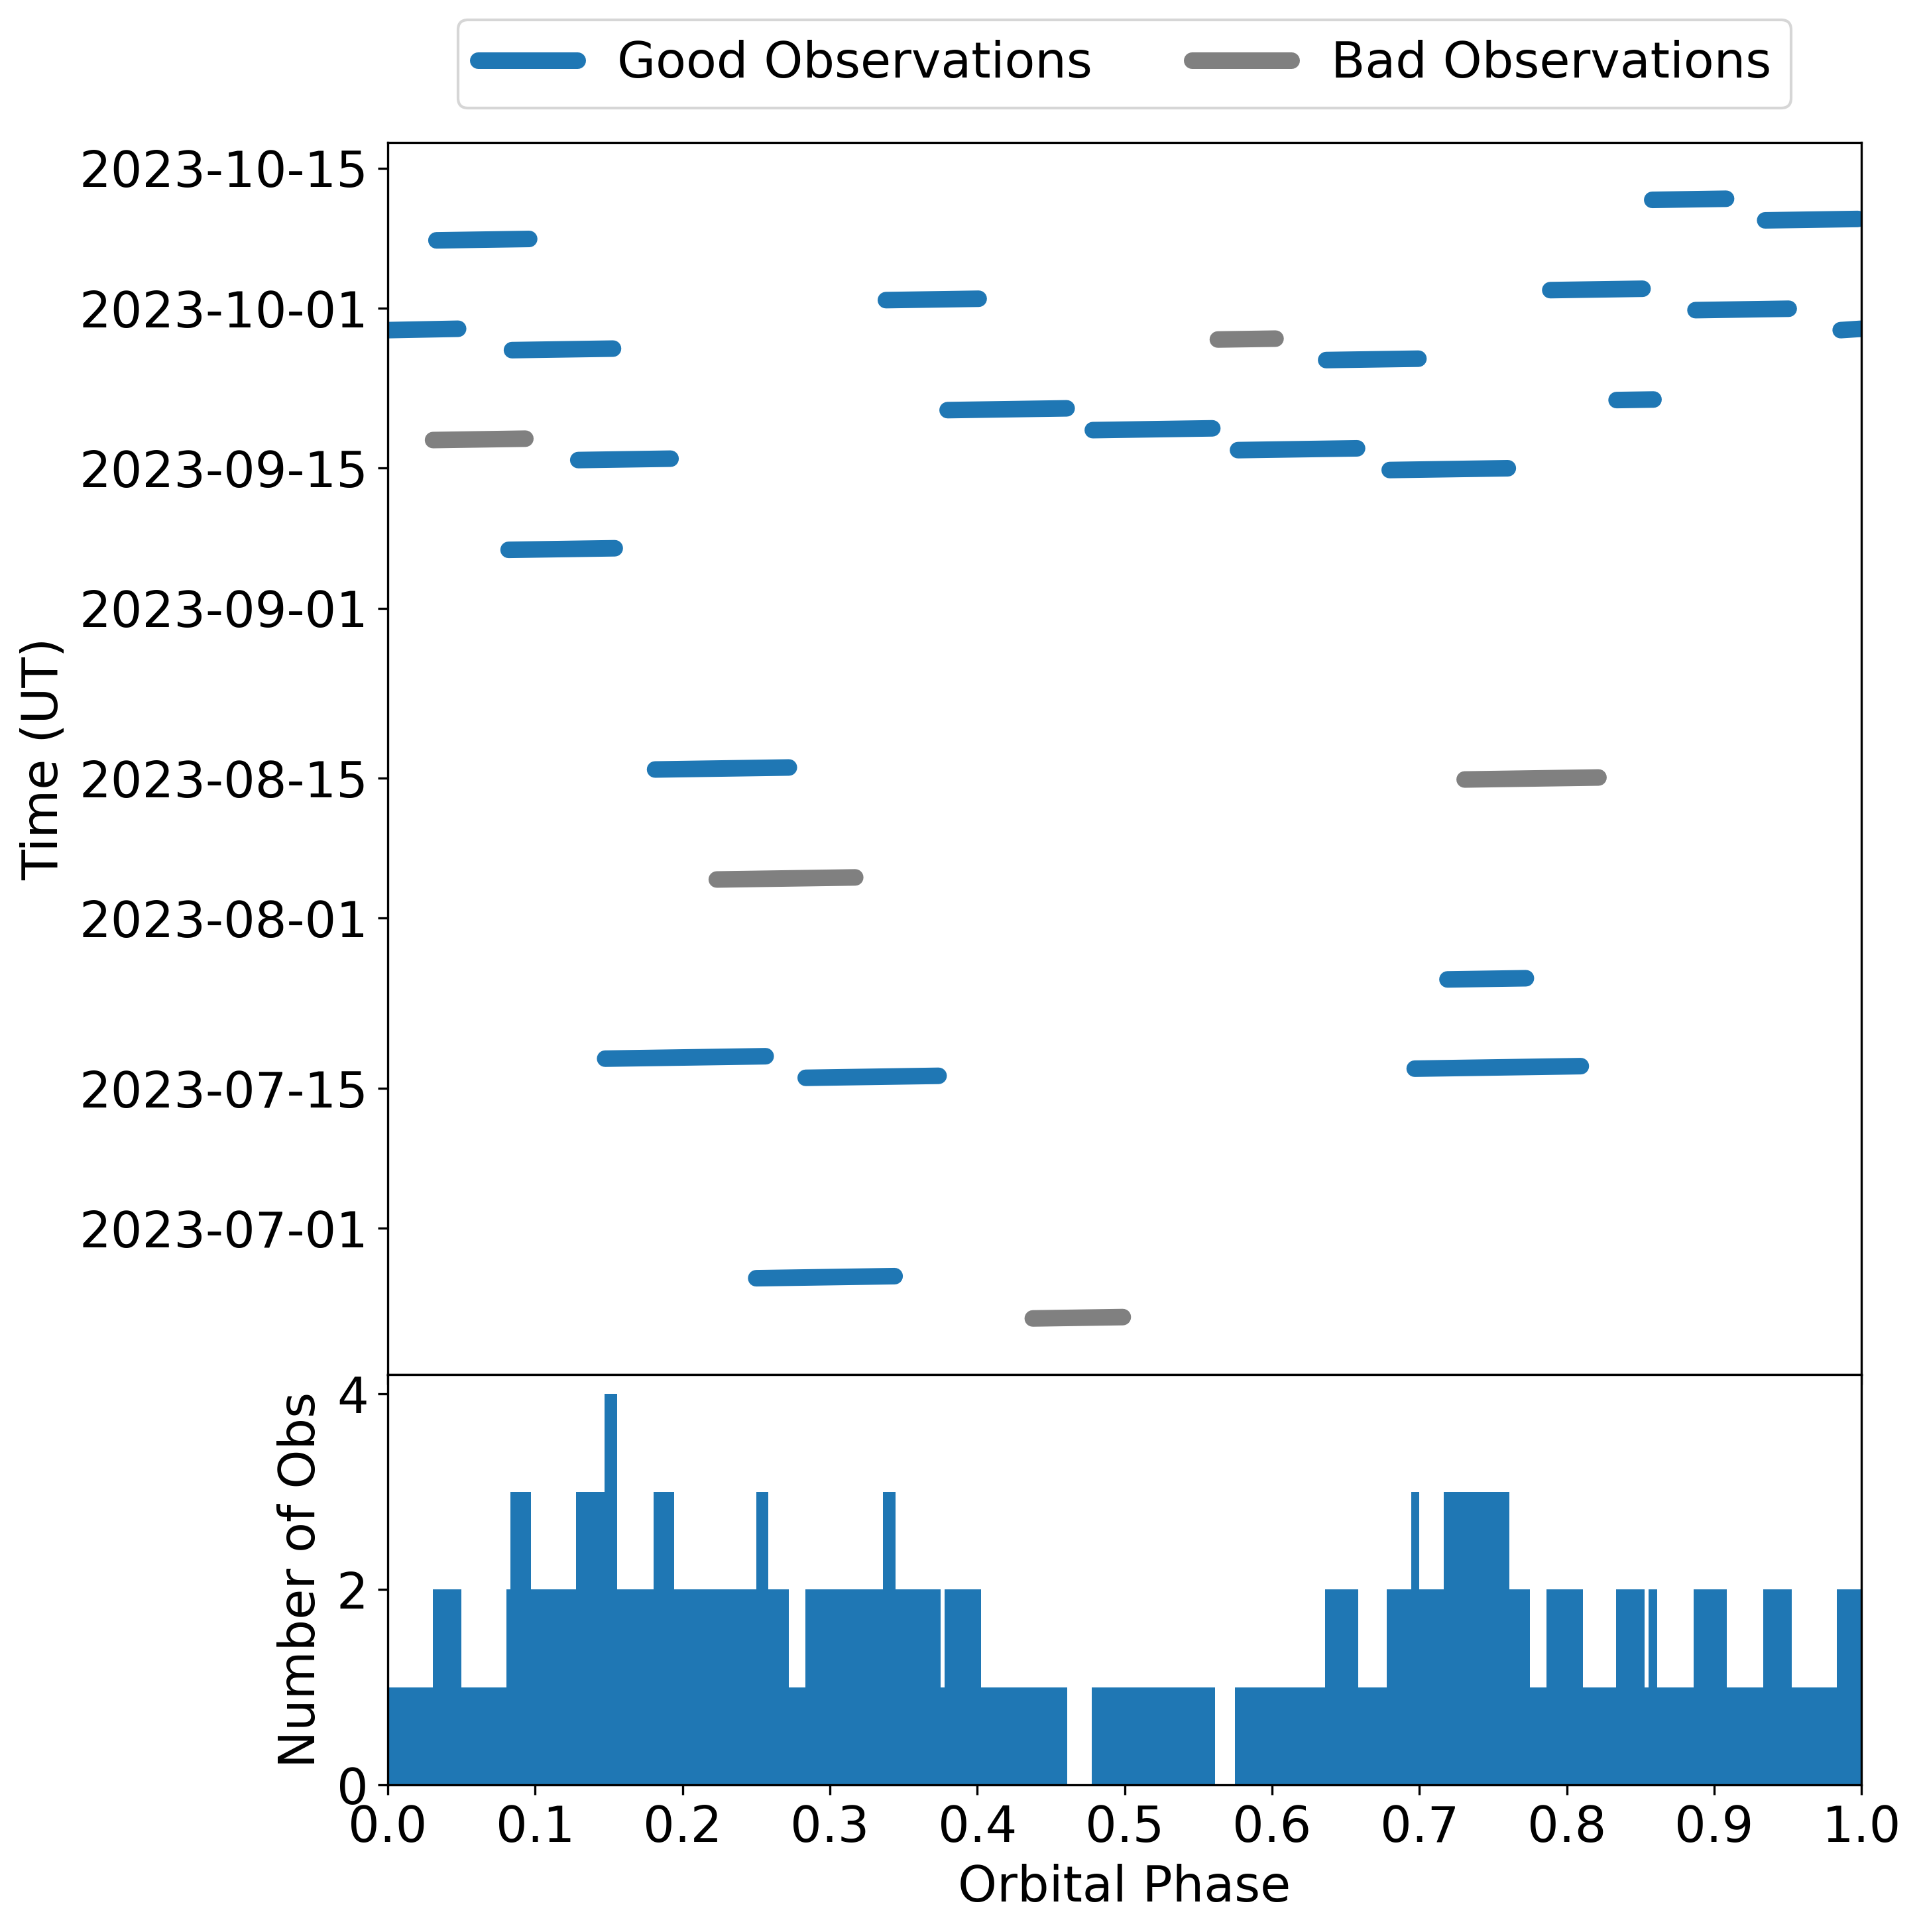 Good Observations
Bad Observations
2023-10-15
2023-10-01
2023-09-15
2023-09-01
2023-08-15
2023-08-01
2023-07-15
2023-07-01
Time (UT)
4
2
0
Number of Obs
0.0 0.1 0.2 0.3 0.4 0.5 0.6 0.7 0.8 0.9 1.0
Orbital Phase